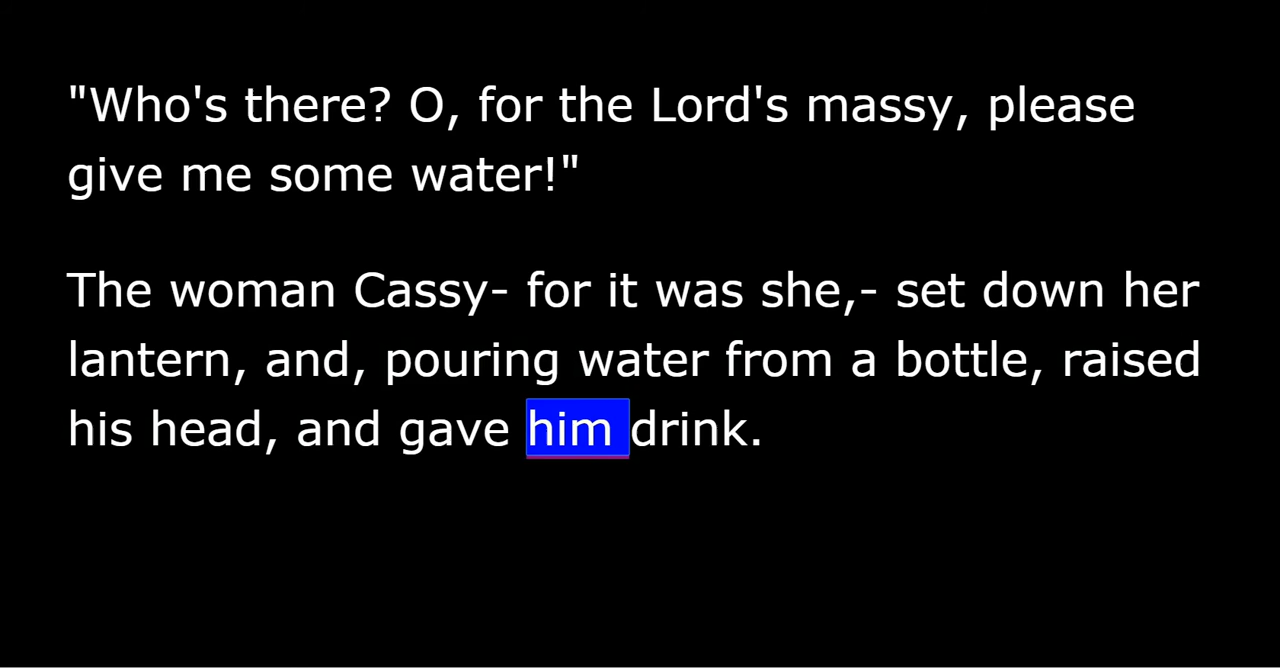 "Who's there? O, for the Lord's massy, please
give me some water!"
The woman Cassy- for it was she,- set down her
lantern, and, pouring water from a bottle, raised
his head, and gave him drink.